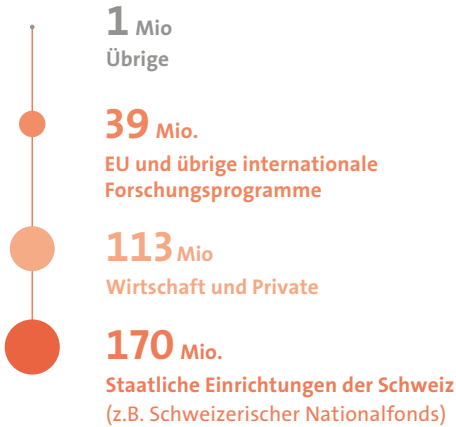 1 Mio
Übrige
39 Mio.
EU und übrige internationale
Forschungsprogramme
113 Mio
Wirtschaft und Private
170 Mio.
Staatliche Einrichtungen der Schweiz
(z.B. Schweizerischer Nationalfonds)